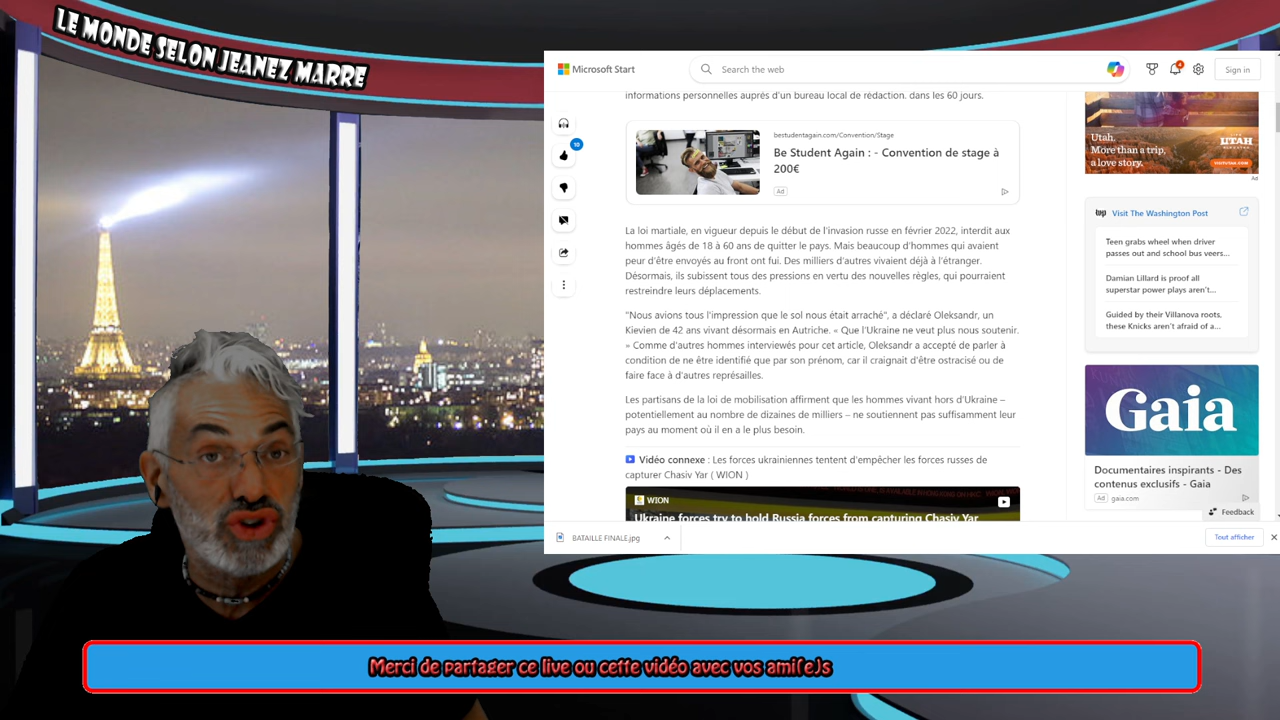 LE MONDE SELON JEANEZ MARRE
Microsoft Start
Search the web
4
Sign in
informations personnelles auprès d'un bureau local de rédaction. dans les 60 jours.
10
bestudentagain.com/Convention/Stage
Be Student Again : - Convention de stage à
200€
Ad
La loi martiale, en vigueur depuis le début de l'invasion russe en février 2022, interdit aux
hommes âgés de 18 à 60 ans de quitter le pays. Mais beaucoup d'hommes qui avaient
peur d'être envoyés au front ont fui. Des milliers d'autres vivaient déjà à l'étranger.
Désormais, ils subissent tous des pressions en vertu des nouvelles règles, qui pourraient
restreindre leurs déplacements.
"Nous avions tous l'impression que le sol nous était arraché", a déclaré Oleksandr, un
Kievien de 42 ans vivant désormais en Autriche. « Que l'Ukraine ne veut plus nous soutenir.
« Comme d'autres hommes interviewés pour cet article, Oleksandr a accepté de parler à
condition de ne être identifié que par son prénom, car il craignait d'être ostracisé ou de
faire face à d'autres représailles.
Les partisans de la loi de mobilisation affirment que les hommes vivant hors d'Ukraine –
potentiellement au nombre de dizaines de milliers – ne soutiennent pas suffisamment leur
pays au moment où il en a le plus besoin.
Vidéo connexe : Les forces ukrainiennes tentent d'empêcher les forces russes de
capturer Chasiv Yar ( WION )
WION
Ukraine forces try to hold Russia forces from capturing Chasiv Yar
Utah.
More than a trip,
a love story.
UTAH
Ad
wp Visit The Washington Post
Teen grabs wheel when driver
passes out and school bus veers...
Damian Lillard is proof all
superstar power plays aren't...
Guided by their Villanova roots,
these Knicks aren't afraid of a...
Gaia
Documentaires inspirants - Des
contenus exclusifs - Gaia
Ad gaia.com
Feedback
BATAILLE FINALE.jpg
Tout afficher
Merci de partager ce live ou cette vidéo avec vos ami(e)s